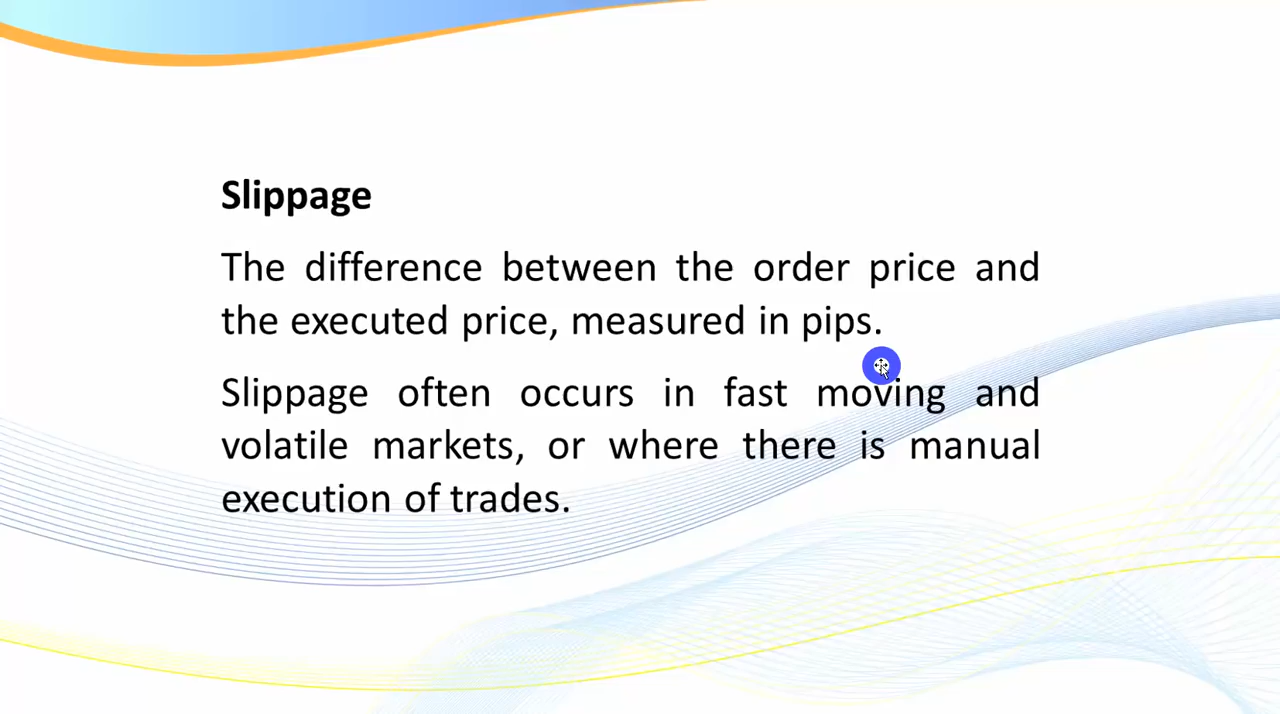 Slippage
The difference between the order price and
the executed price, measured in pips.
Slippage often occurs in fast moving and
volatile markets, or where there is manual
execution of trades.